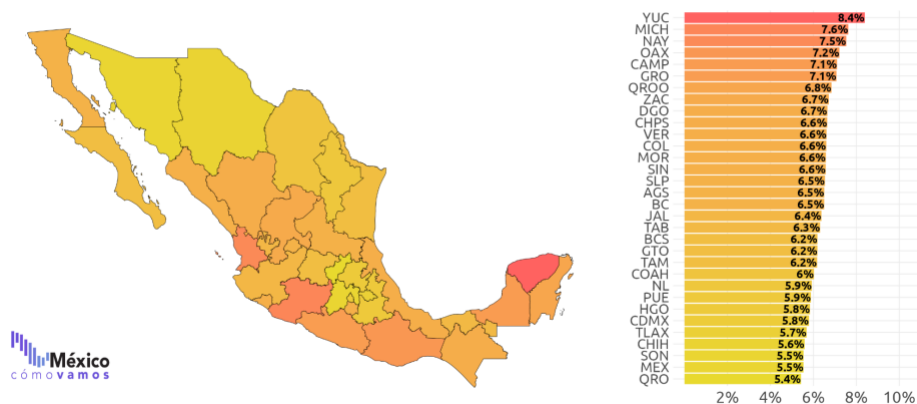 YUC 8.4%
MICH 7.6%
NAY 7.5%
OAX 7.2%
CAMP 7.1%
GRO 7.1%
QROO 6.8%
ZAC 6.7%
DGO 6.7%
CHPS 6.6%
VER 6.6%
COL 6.6%
MOR 6.6%
SIN 6.6%
SLP 6.5%
AGS 6.5%
BC 6.5%
JAL 6.4%
TAB 6.3%
BCS 6.2%
GTO 6.2%
TAM 6.2%
COAH 6%
NL 5.9%
PUE 5.9%
HGO 5.8%
CDMX 5.8%
TLAX 5.7%
CHIH 5.6%
SON 5.5%
MEX 5.5%
QRO 5.4%
2% 4% 6% 8% 10%
México
cómovamos